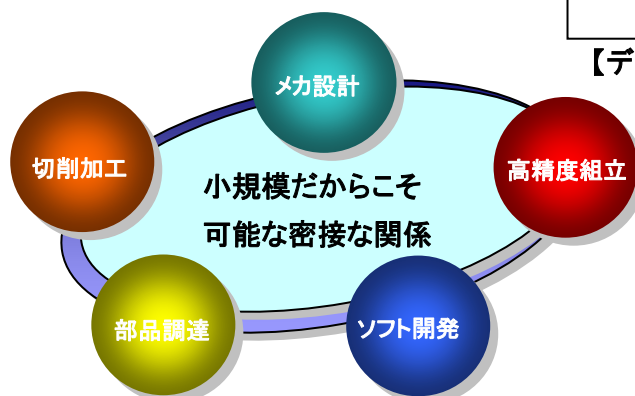 【デ
メカ設計
切削加工
高精度組立
小規模だからこそ
可能な密接な関係
部品調達
ソフト開発